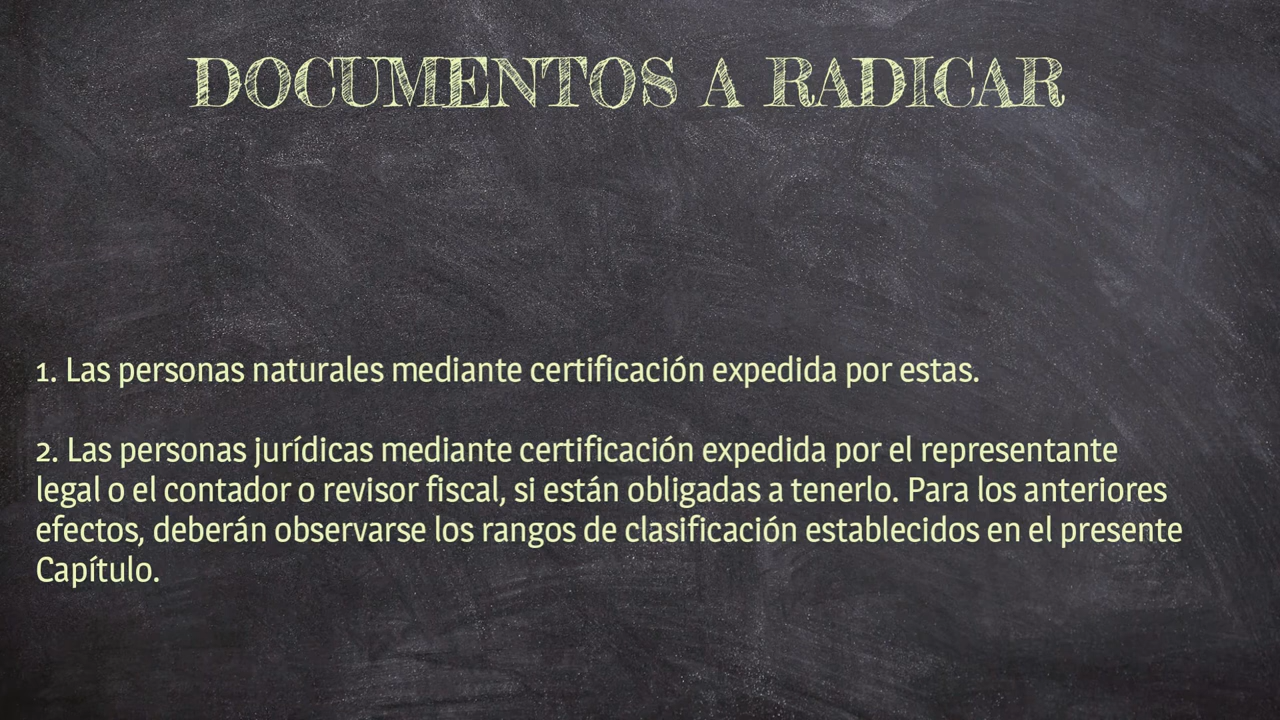 DOCUMENTOS A RADICAR
1. Las personas naturales mediante certificación expedida por estas.
2. Las personas jurídicas mediante certificación expedida por el representante
legal o el contador o revisor fiscal, si están obligadas a tenerlo. Para los anteriores
efectos, deberán observarse los rangos de clasificación establecidos en el presente
Capítulo.